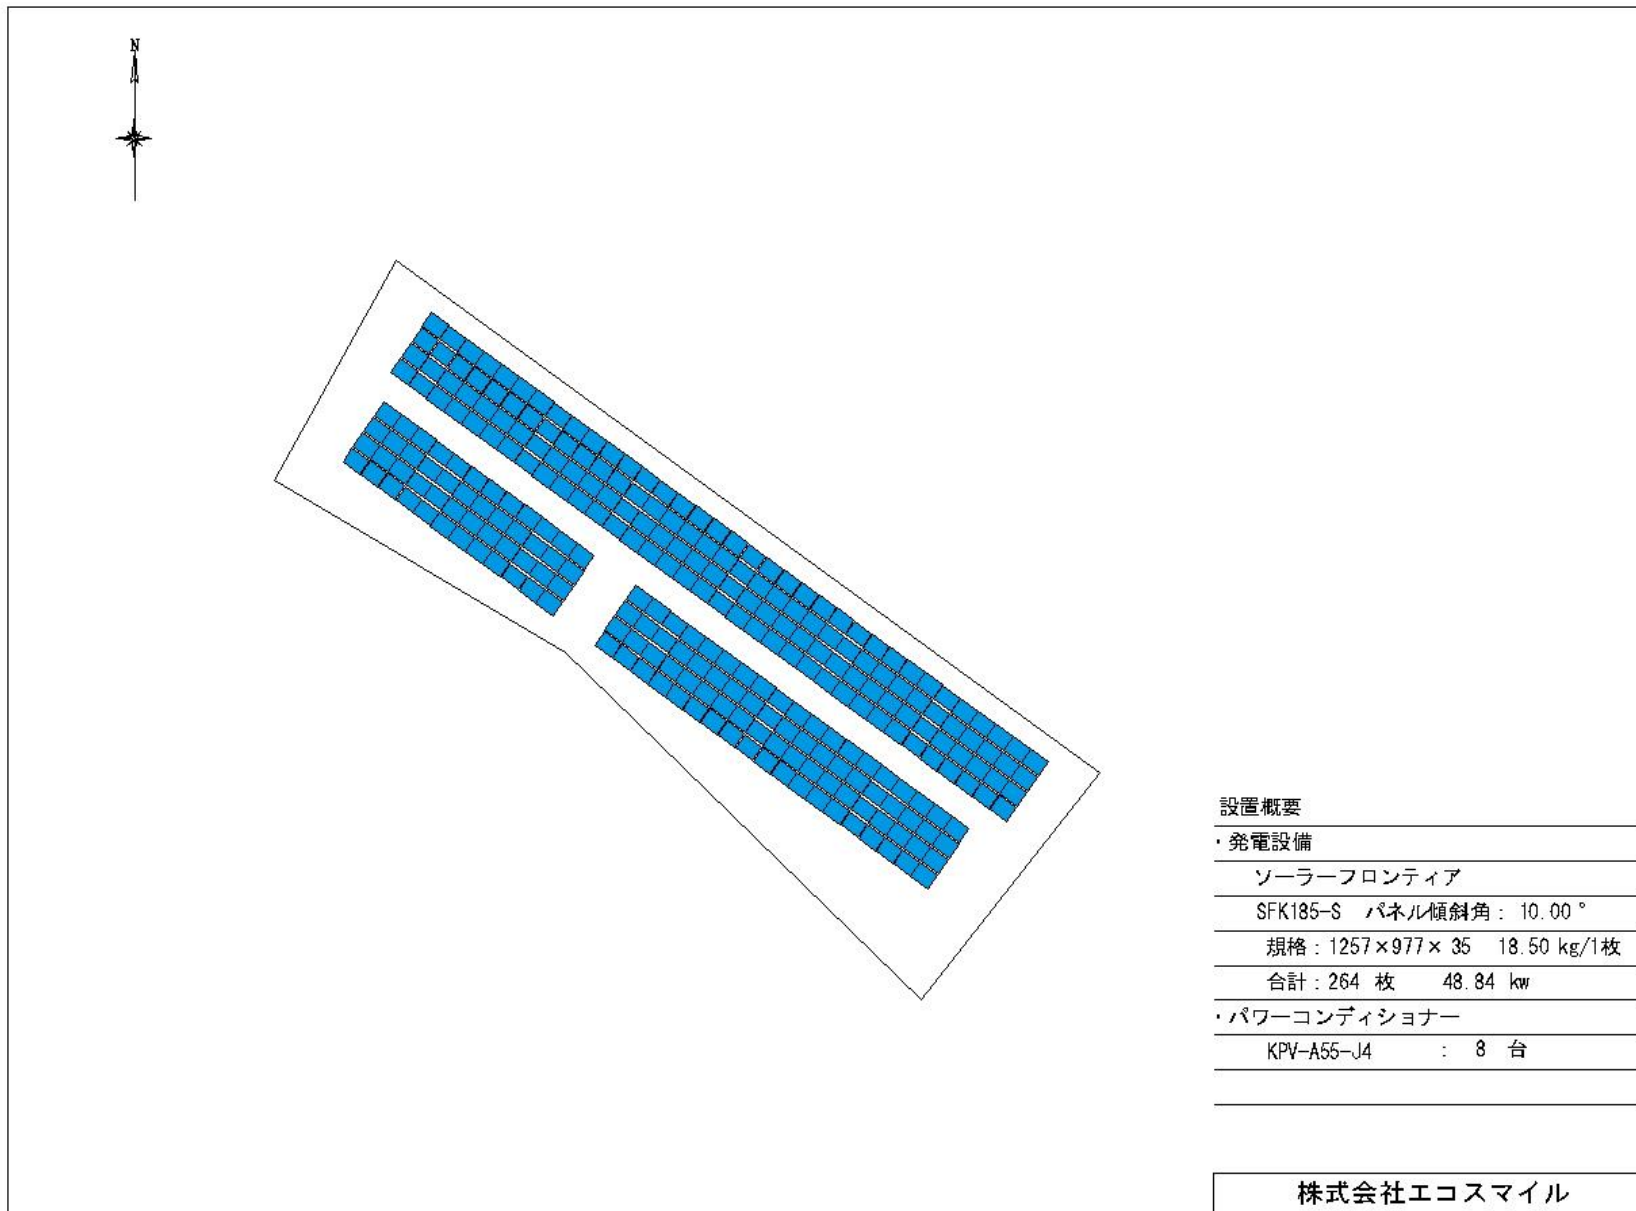 N
設置概要
・発電設備
ソーラーフロンティア
SFK185-S パネル傾斜角: 10.00°
規格:1257×977× 35 18.50 kg/1枚
合計:264 枚 48.84 kw
・パワーコンディショナー
KPV-A55-J4 : 8 台
株式会社エコスマイル